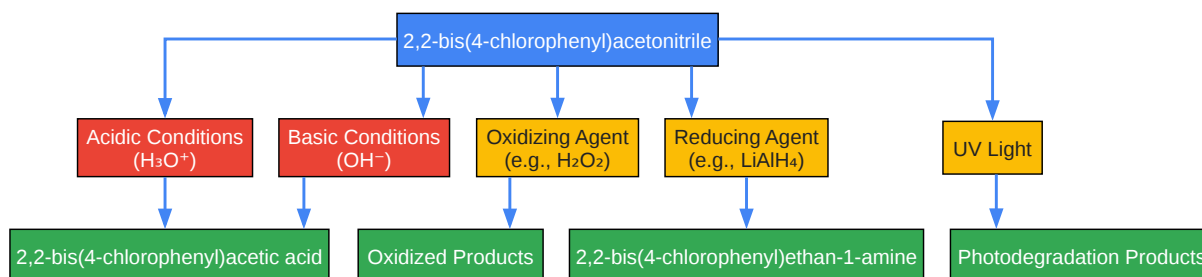 2,2-bis(4-chlorophenyl)acetonitrile
Acidic Conditions
(H₃O⁺)
Basic Conditions
(OH⁻)
Oxidizing Agent
(e.g., H₂O₂)
Reducing Agent
(e.g., LiAlH₄)
UV Light
2,2-bis(4-chlorophenyl)acetic acid
Oxidized Products
2,2-bis(4-chlorophenyl)ethan-1-amine
Photodegradation Products